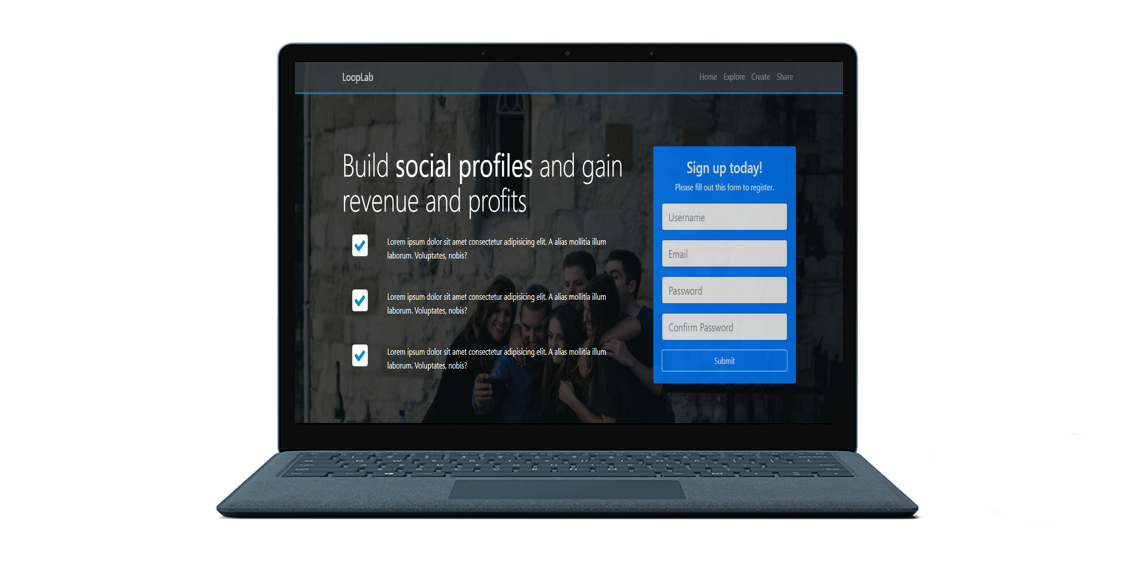 LoopLab
Home Explore Create Share
Build social profiles and gain
revenue and profits
Lorem ipsum dolor sit amet consectetur adipisicing elit. A alias mollitia illum
laborum. Voluptates, nobis?
Lorem ipsum dolor sit amet consectetur adipisicing elit. A alias mollitia illum
laborum. Voluptates, nobis?
Lorem ipsum dolor sit amet consectetur adipisicing elit. A alias mollitia illum
laborum. Voluptates, nobis?
Sign up today!
Please fill out this form to register.
Username
Email
Password
Confirm Password
Submit